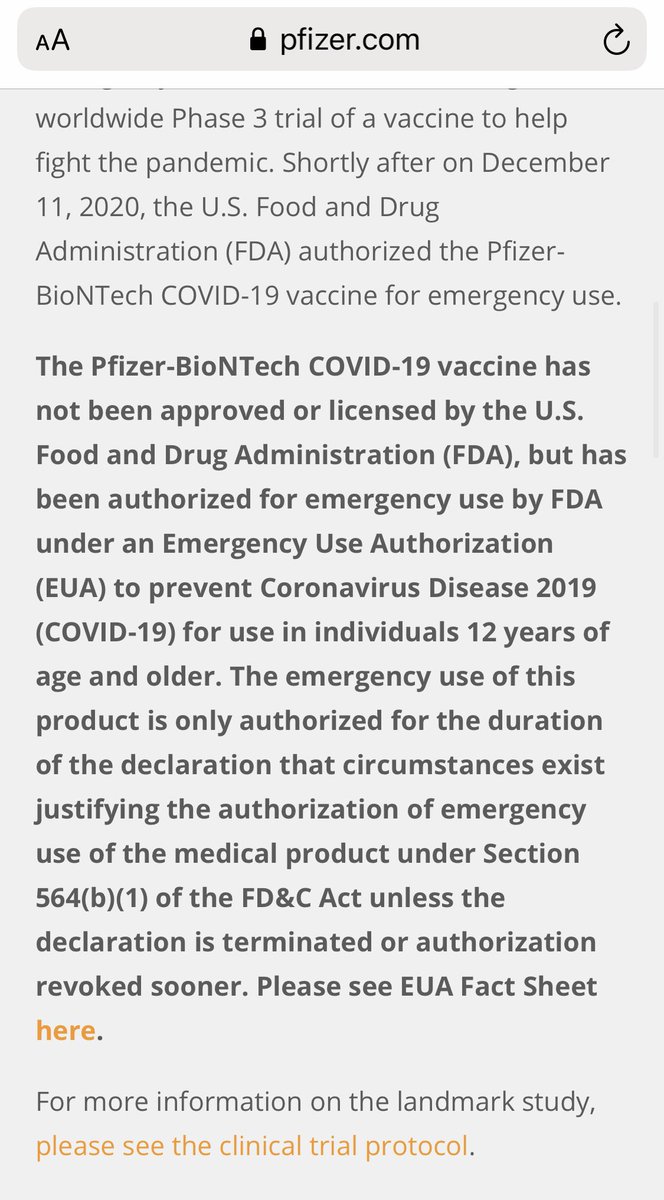 AA pfizer.com
worldwide Phase 3 trial of a vaccine to help
fight the pandemic. Shortly after on December
11, 2020, the U.S. Food and Drug
Administration (FDA) authorized the Pfizer-
BioNTech COVID-19 vaccine for emergency use.
The Pfizer-BioNTech COVID-19 vaccine has
not been approved or licensed by the U.S.
Food and Drug Administration (FDA), but has
been authorized for emergency use by FDA
under an Emergency Use Authorization
(EUA) to prevent Coronavirus Disease 2019
(COVID-19) for use in individuals 12 years of
age and older. The emergency use of this
product is only authorized for the duration
of the declaration that circumstances exist
justifying the authorization of emergency
use of the medical product under Section
564(b)(1) of the FD&C Act unless the
declaration is terminated or authorization
revoked sooner. Please see EUA Fact Sheet
here.
For more information on the landmark study,
please see the clinical trial protocol.